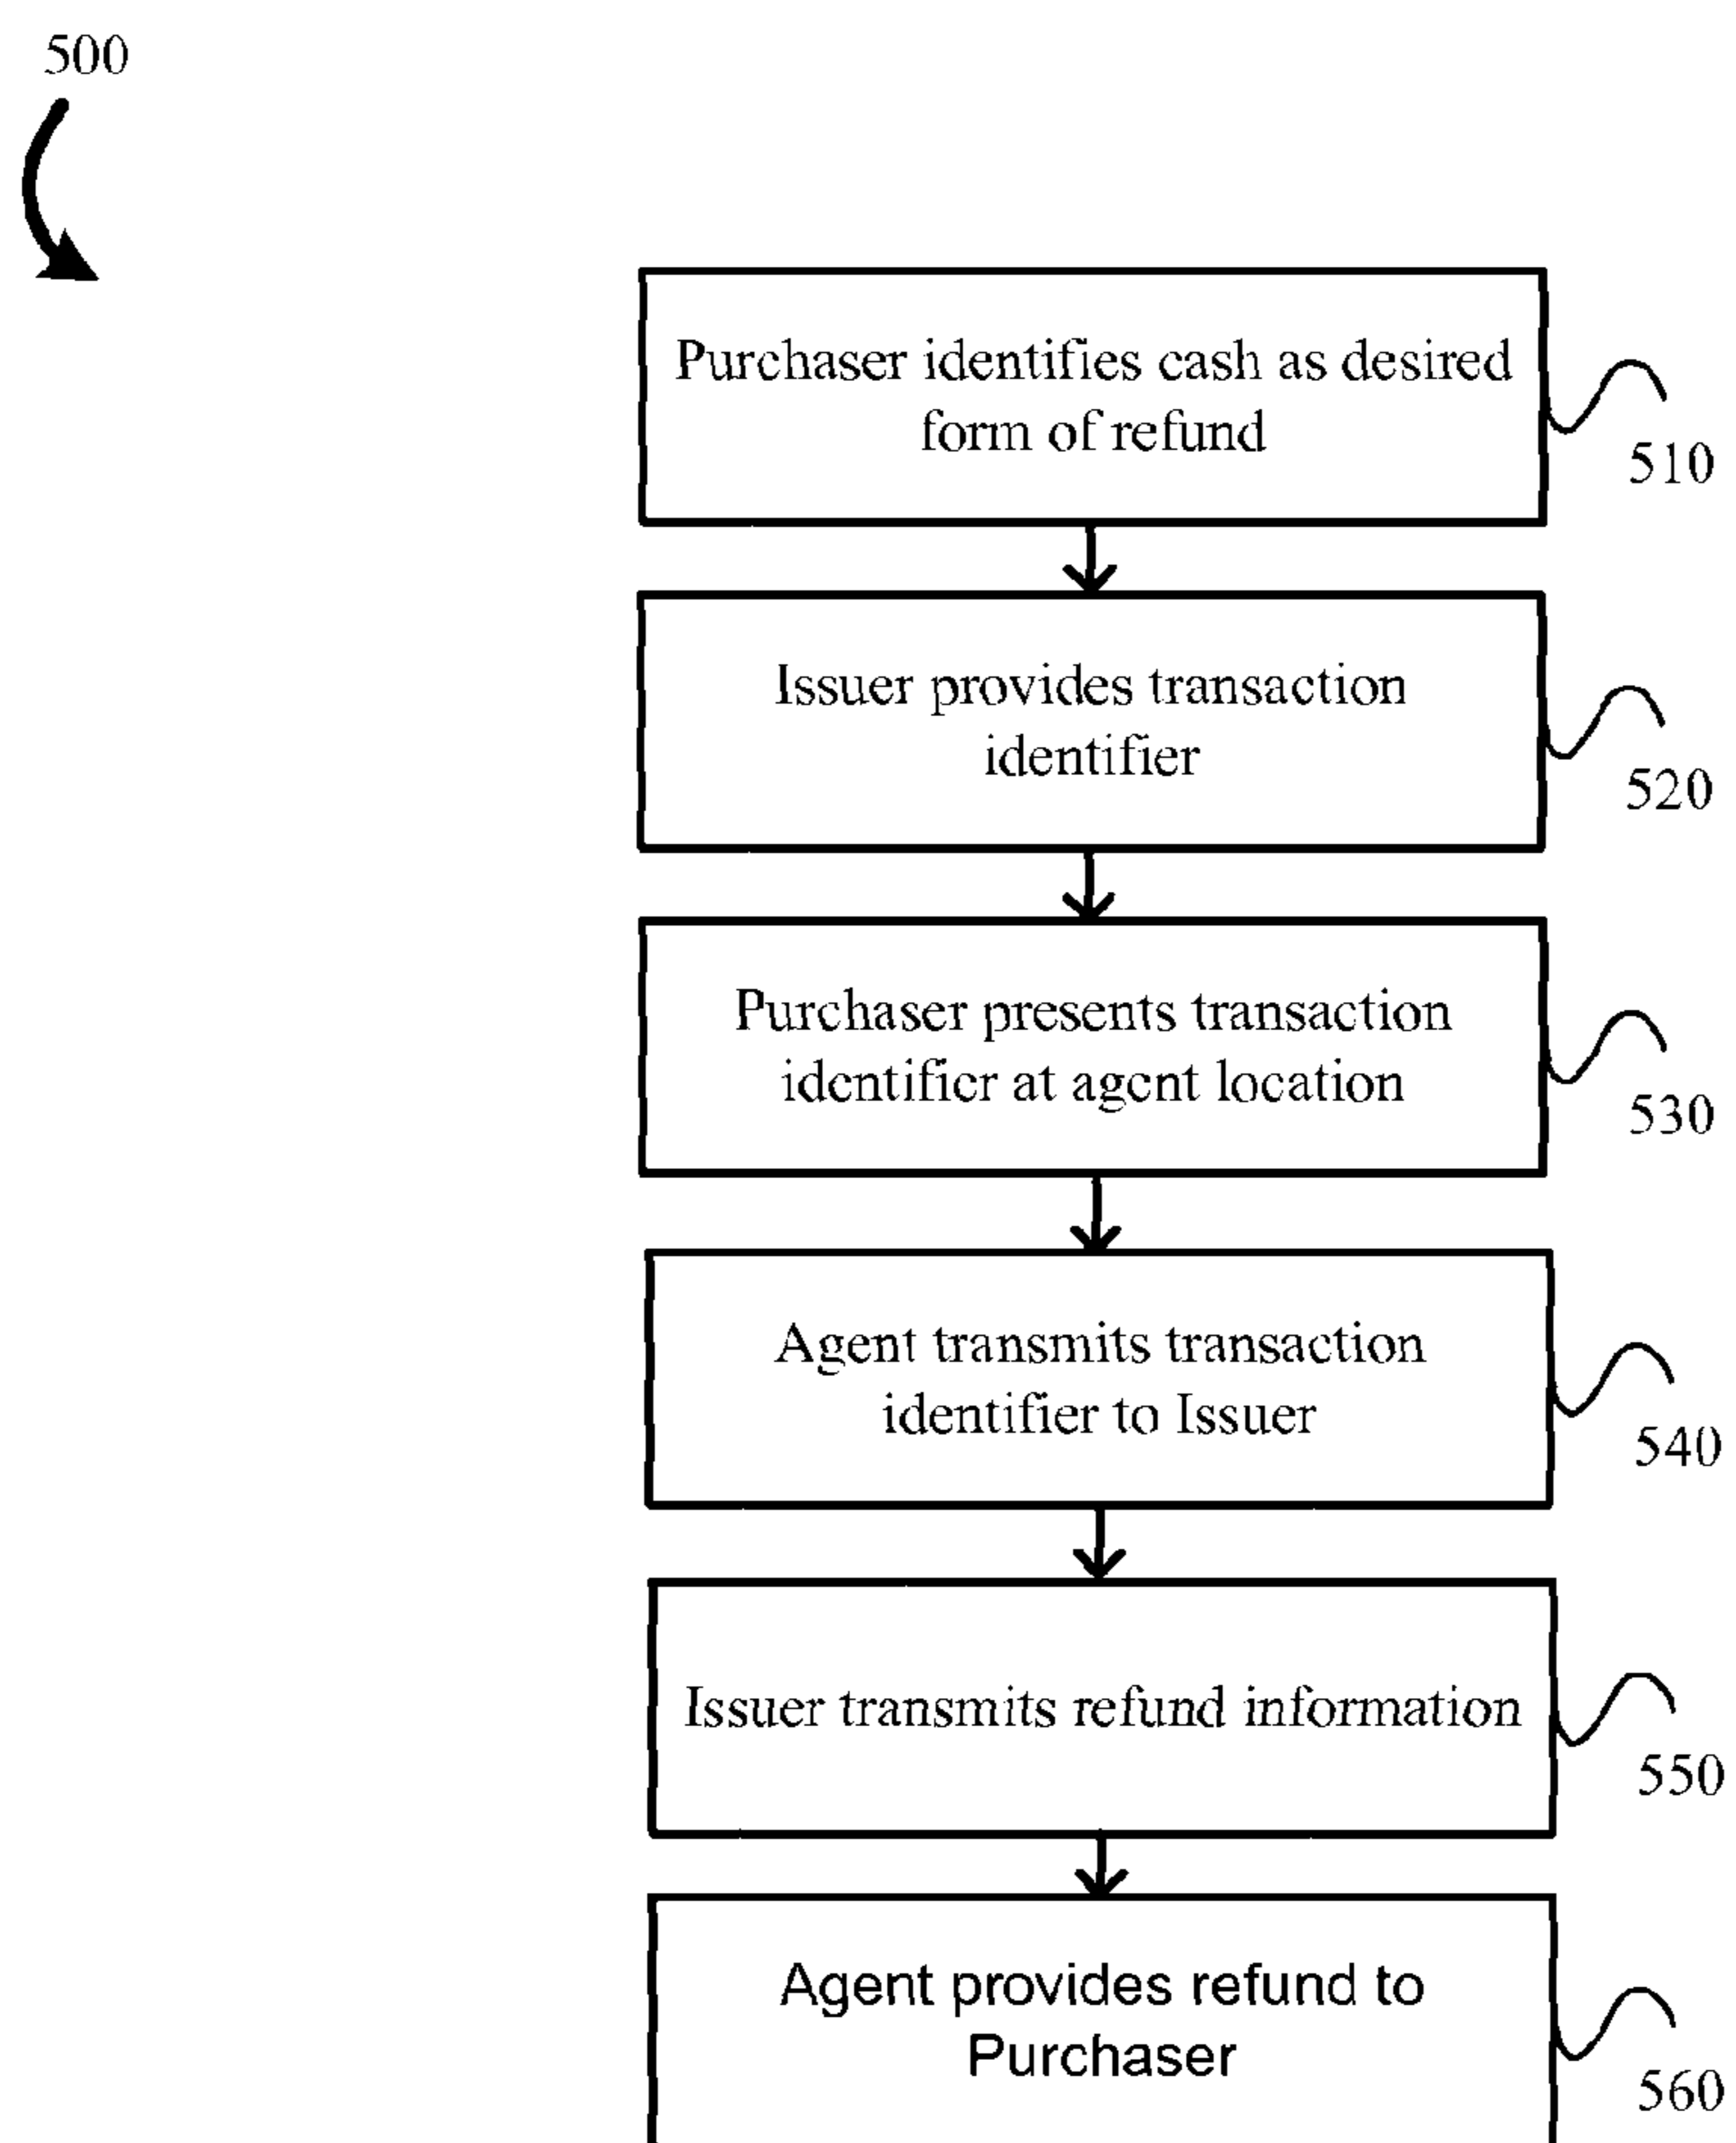 500
Purchaser identifies cash as desired
form of refund
510
Issuer provides transaction
identifier
520
Purchaser presents transaction
identifier at agent location
530
Agent transmits transaction
identifier to Issuer
540
Issuer transmits refund information
550
Agent provides refund to
Purchaser
560